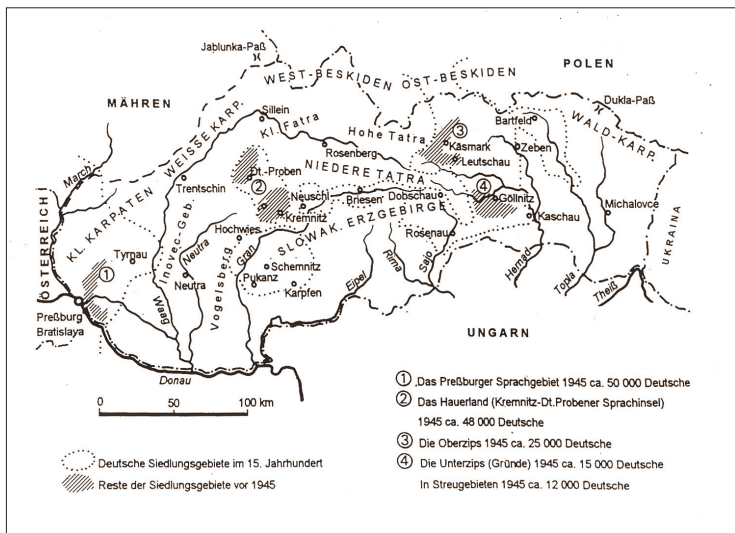 Jablunka-Paß
WEST-BESKIDEN
OST-BESKIDEN
POLEN
MÄHREN
Dukla-Paß
Sillein
Kl. Fatra
Hohe Tatra
Bartfeld
WALD-KARP.
WEISSE KARP.
③
Käsmark
Zeben
Rosenberg
Leutschau
March
Dt.-Proben
NIEDERE TATRA
Trentschin
②
Neuschl
Briesen
Dobschau
④
Göllnitz
Michalovce
KL. KARPATEN
Kremnitz
SLOWAK. ERZGEBIRGE
Kaschau
UKRAINA
ÖSTERREICH
Inovec-Geb.
Hochwies
Rosenau
Tyrnau
Neutra
Gran
Schemnitz
①
Neutra
Vogelsberg
Pukanz
Karpfen
Eipel
Rima
Sajo
Hernad
Topla
Theiß
Waag
Preßburg
Bratislaya
UNGARN
Donau
0 50 100 km
① Das Preßburger Sprachgebiet 1945 ca. 50 000 Deutsche
② Das Hauerland (Kremnitz-Dt.Probener Sprachinsel)
1945 ca. 48 000 Deutsche
③ Die Oberzips 1945 ca. 25 000 Deutsche
④ Die Unterzips (Gründe) 1945 ca. 15 000 Deutsche
In Streugebieten 1945 ca. 12 000 Deutsche
Deutsche Siedlungsgebiete im 15. Jahrhundert
Reste der Siedlungsgebiete vor 1945